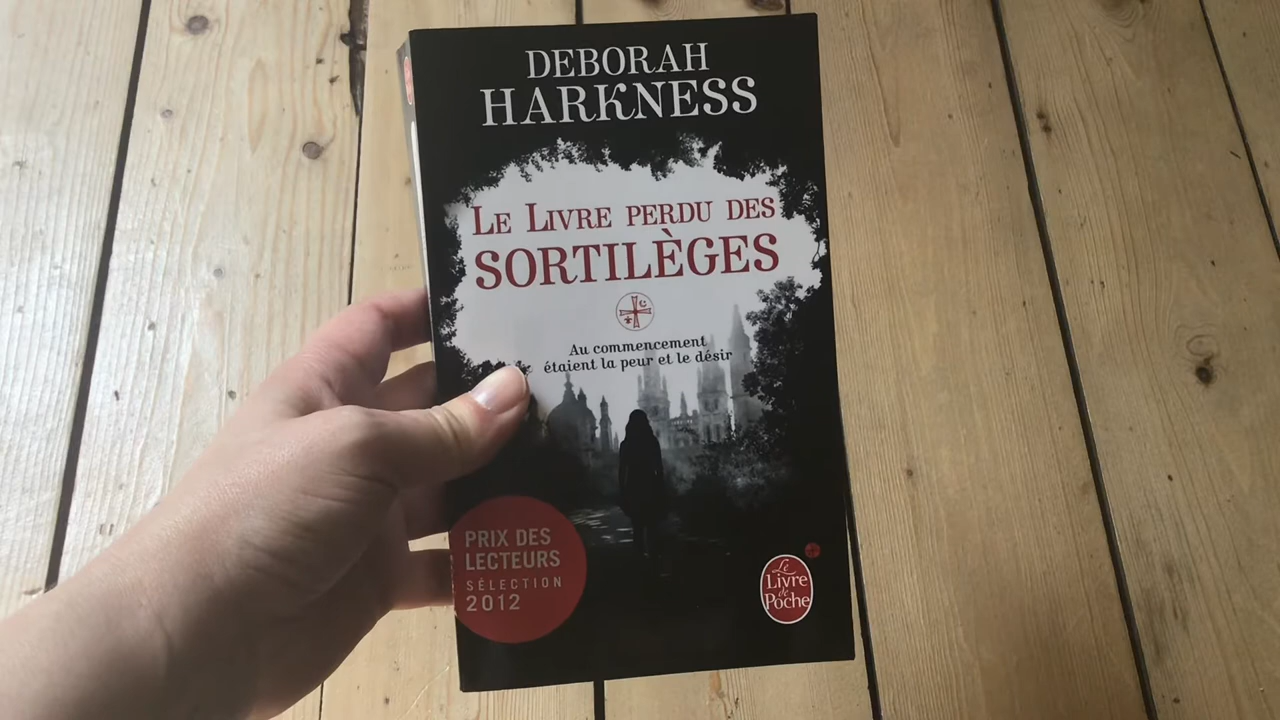 DEBORAH
HARKNESS
LE LIVRE PERDU DES
SORTILÈGES
Au commencement
étaient la peur et le désir
PRIX DES
LECTEURS
SÉLECTION
2012
Le
Livre
de
Poche